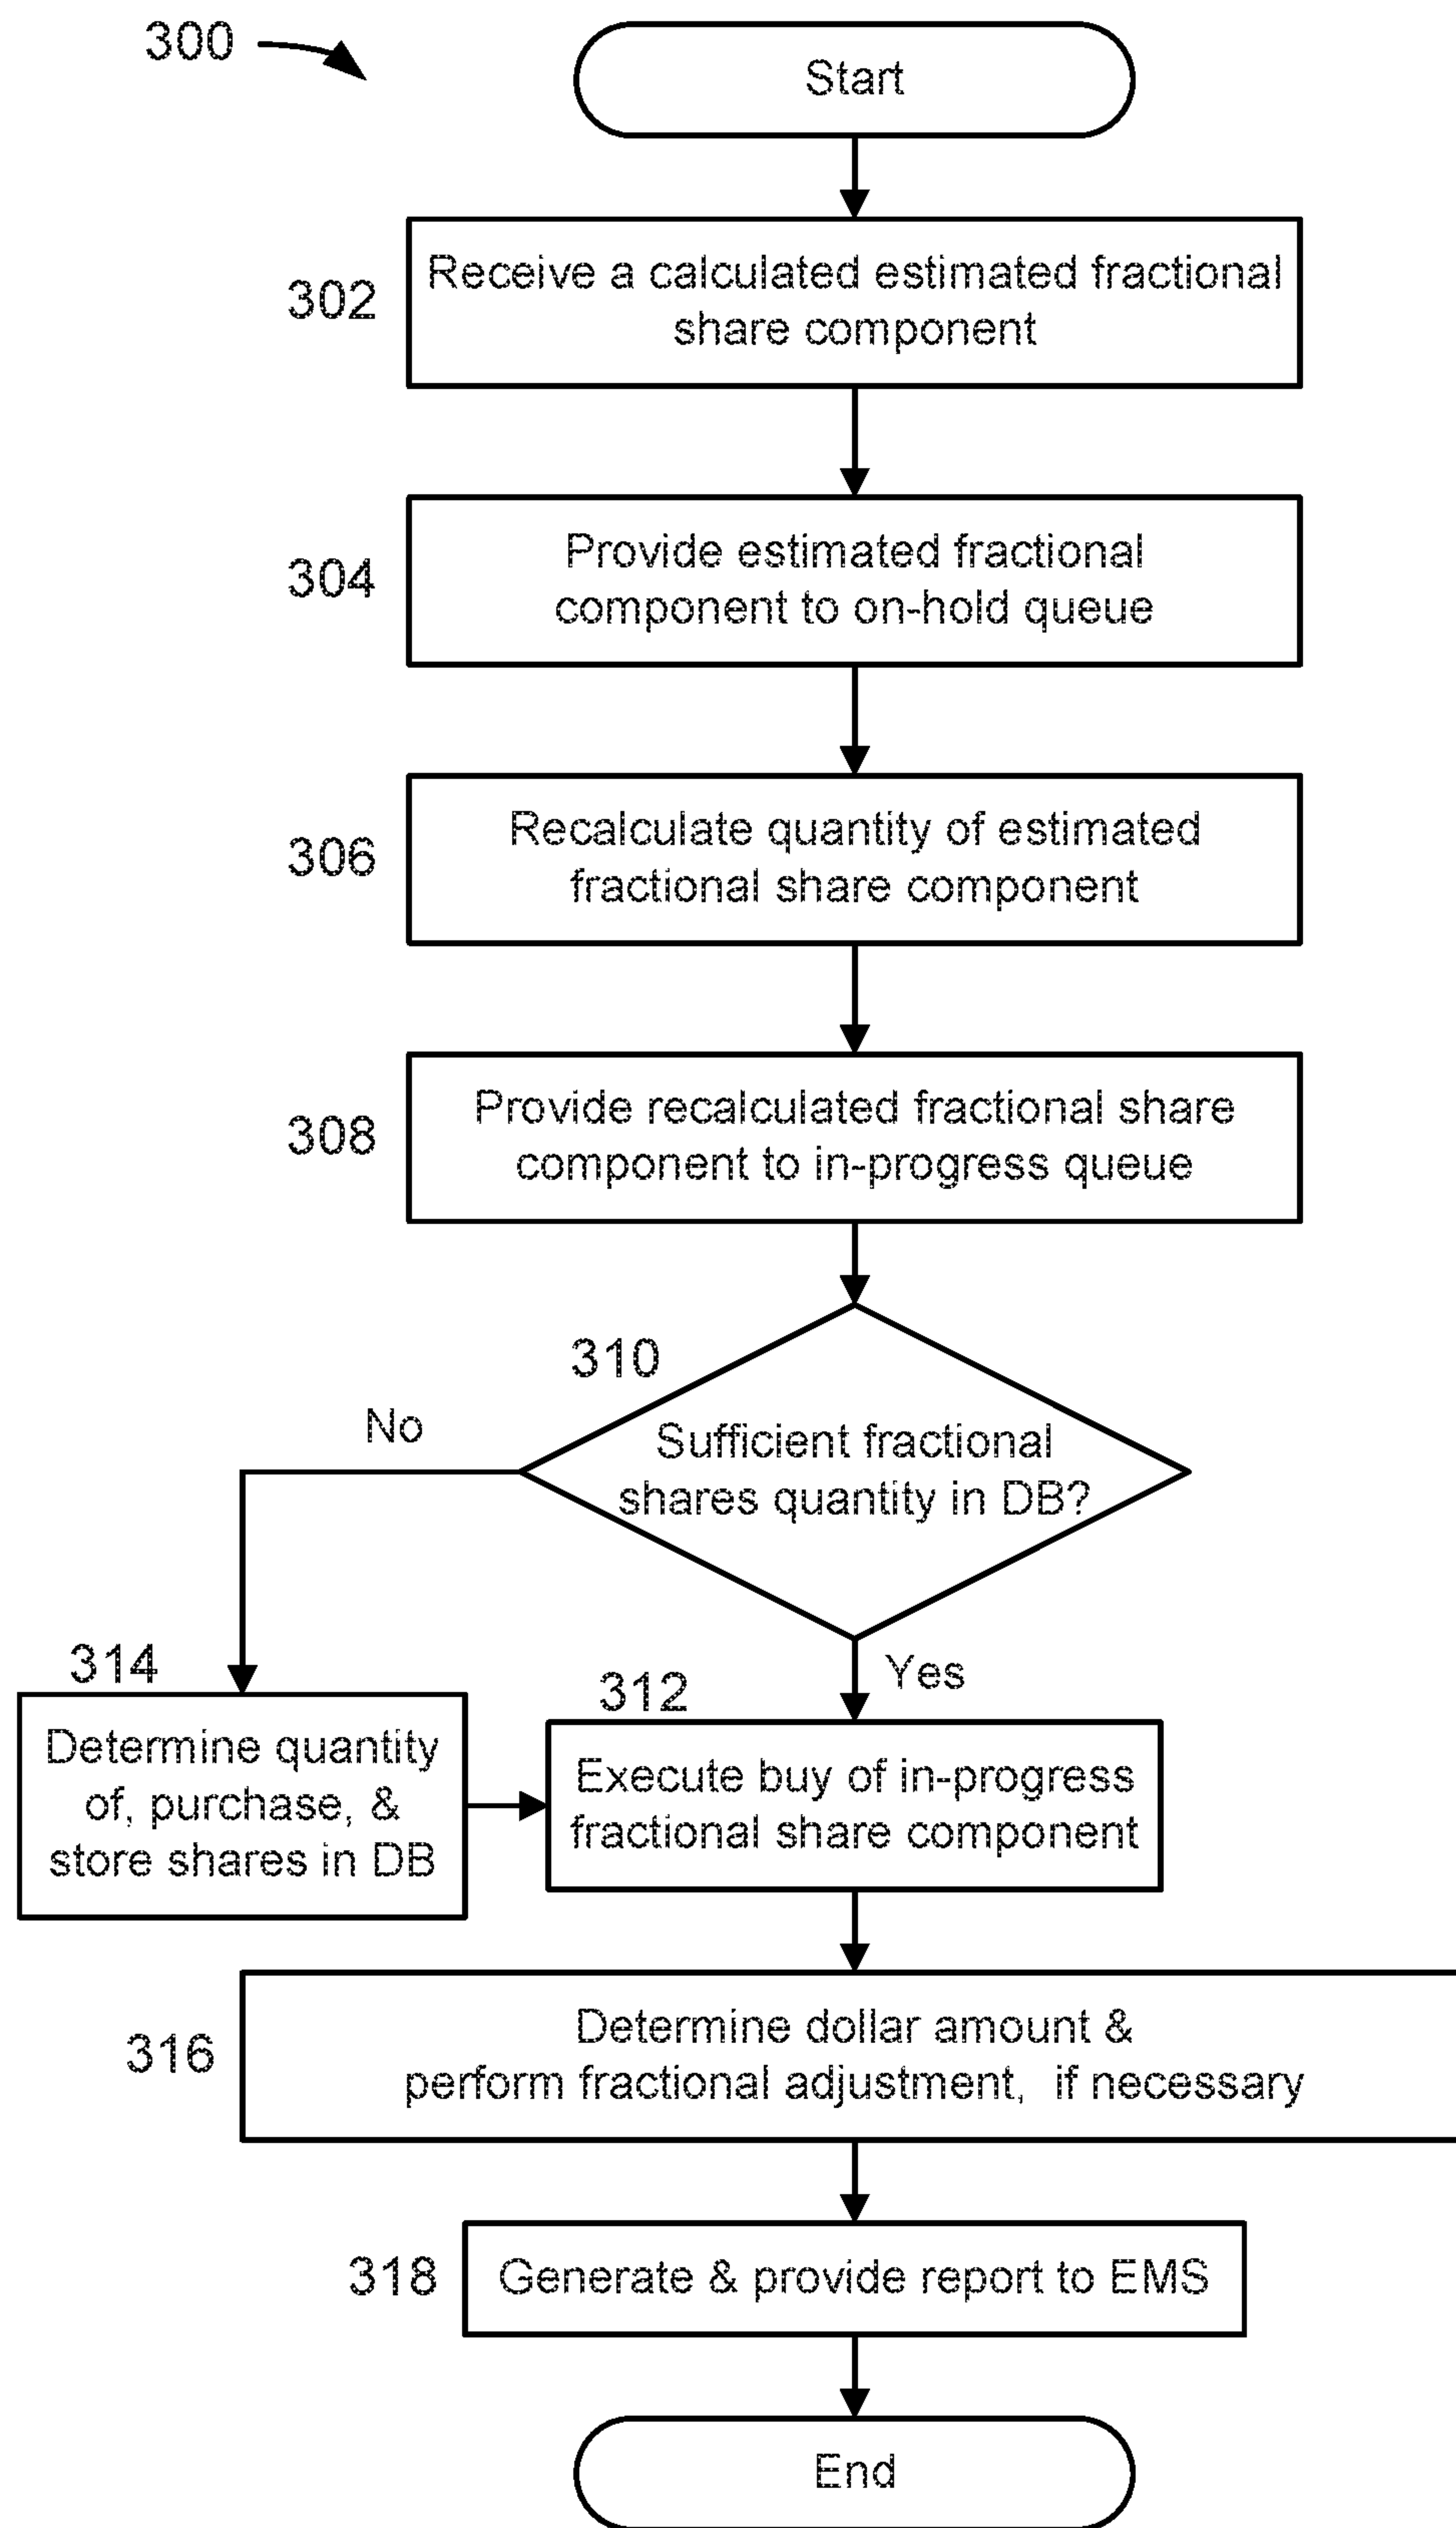 300
Start
302
Receive a calculated estimated fractional
share component
304
Provide estimated fractional
component to on-hold queue
306
Recalculate quantity of estimated
fractional share component
308
Provide recalculated fractional share
component to in-progress queue
310
Sufficient fractional
shares quantity in DB?
No
Yes
314
Determine quantity
of, purchase, &
store shares in DB
312
Execute buy of in-progress
fractional share component
316
Determine dollar amount &
perform fractional adjustment, if necessary
318
Generate & provide report to EMS
End